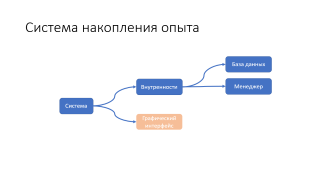 Система накопления опыта
База данных
Внутренности
Менеджер
Система
Графический
интерфейс